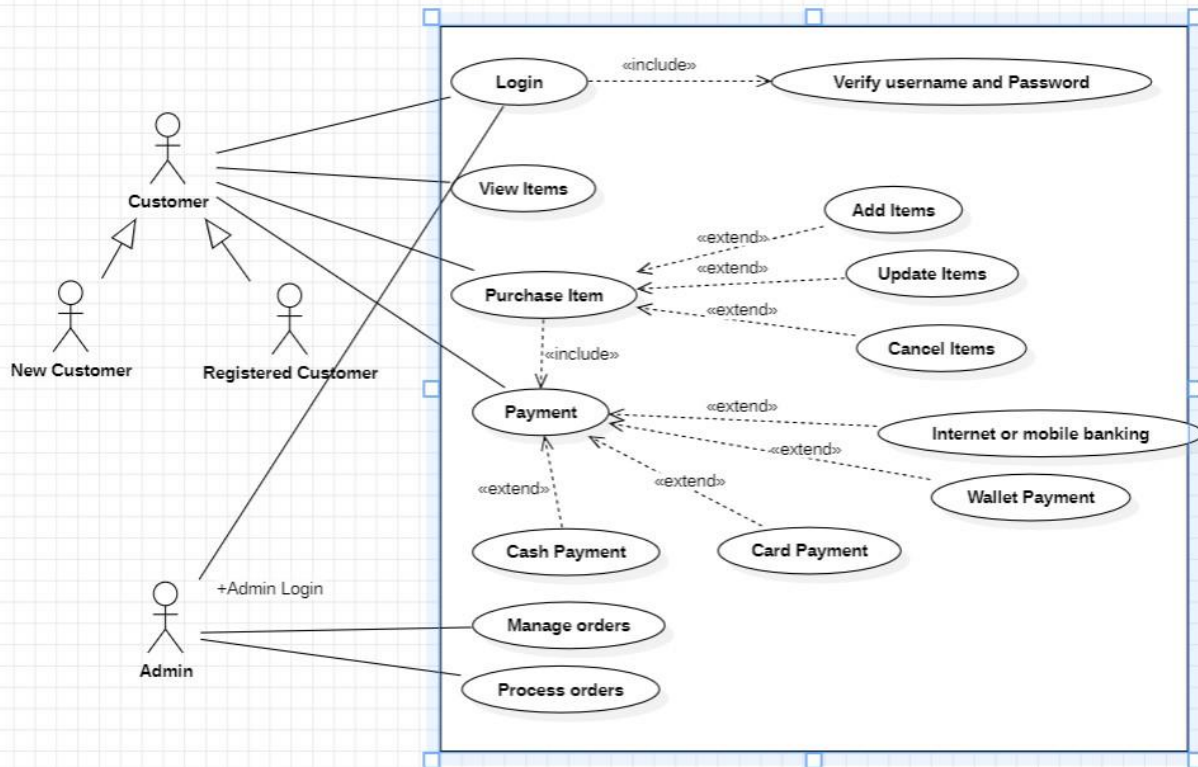 «include»
Login
Verify username and Password
Customer
View Items
Add Items
«extend»
«extend»
Update Items
Purchase Item
«extend»
Cancel Items
«include»
New Customer
Registered Customer
Payment
«extend»
Internet or mobile banking
«extend»
«extend»
«extend»
Wallet Payment
Cash Payment
Card Payment
+Admin Login
Manage orders
Admin
Process orders